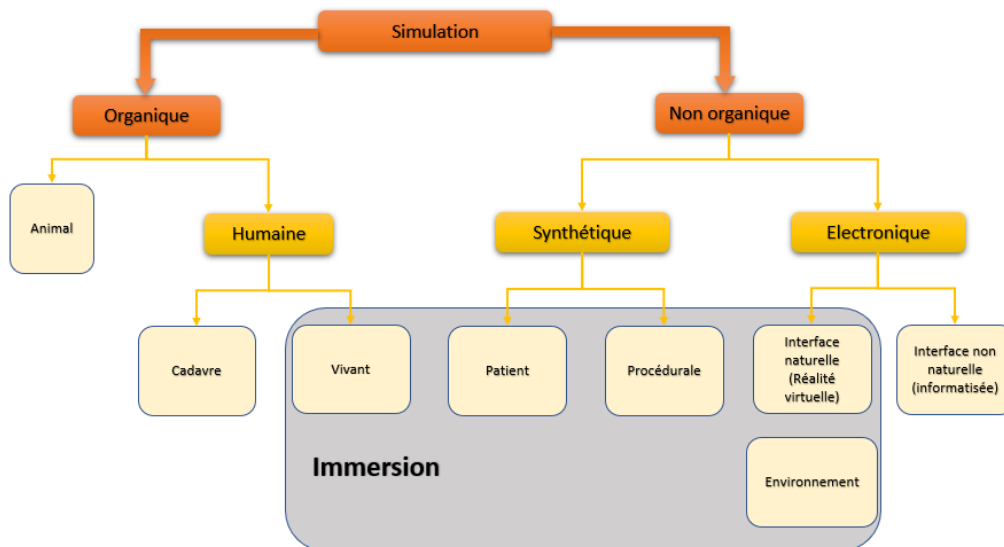 Simulation
Organique
Non organique
Animal
Humaine
Synthétique
Electronique
Cadavre
Vivant
Patient
Procédurale
Interface
naturelle
(Réalité
virtuelle)
Interface non
naturelle
(informatisée)
Immersion
Environnement